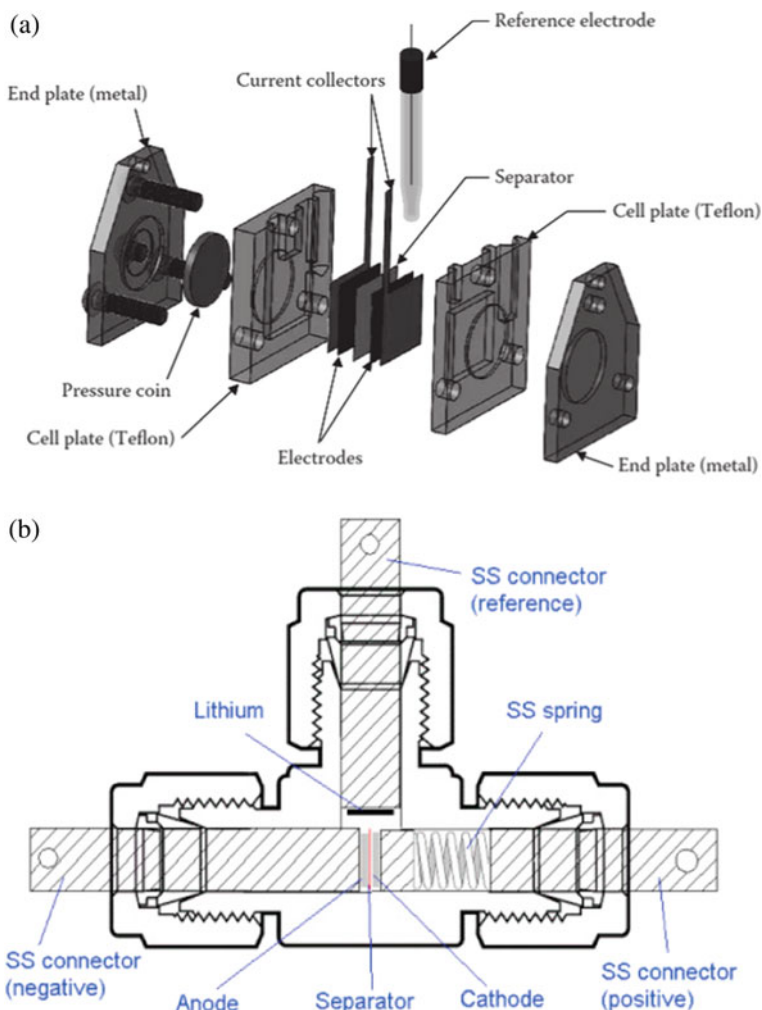 (a)
Reference electrode
Current collectors
End plate (metal)
Separator
Cell plate (Teflon)
Pressure coin
Cell plate (Teflon)
Electrodes
End plate (metal)
(b)
SS connector
(reference)
Lithium
SS spring
SS connector
(negative)
Anode
Separator
Cathode
SS connector
(positive)